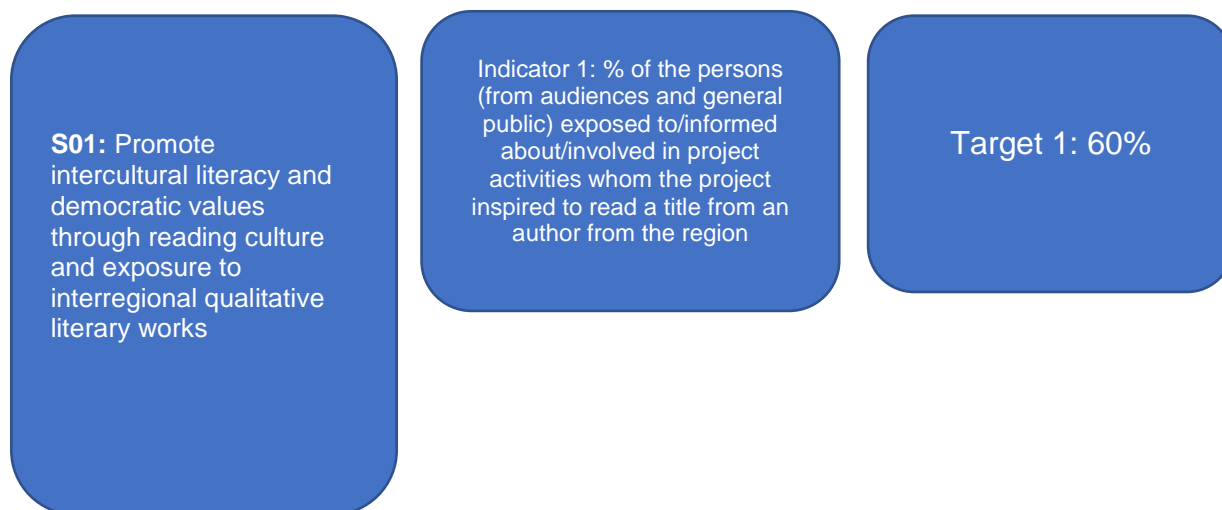 S01: Promote
intercultural literacy and
democratic values
through reading culture
and exposure to
interregional qualitative
literary works
Indicator 1: % of the persons
(from audiences and general
public) exposed to/informed
about/involved in project
activities whom the project
inspired to read a title from an
author from the region
Target 1: 60%